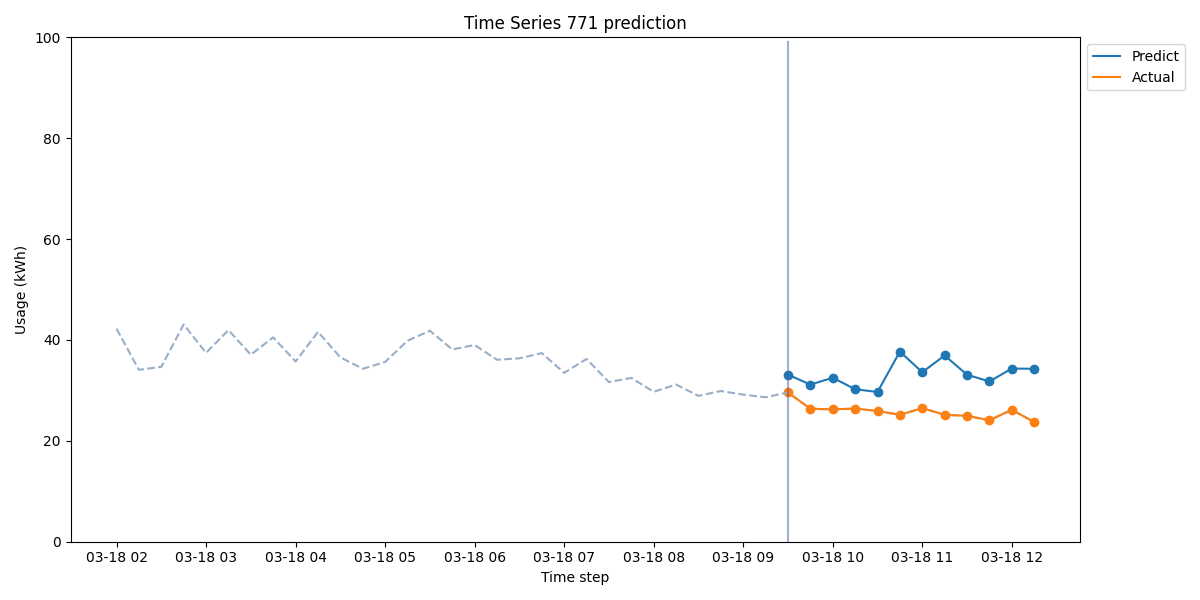 Time Series 771 prediction
100
80
60
40
20
0
Usage (kWh)
Predict
Actual
03-18 02 03-18 03 03-18 04 03-18 05 03-18 06 03-18 07 03-18 08 03-18 09 03-18 10 03-18 11 03-18 12
Time step